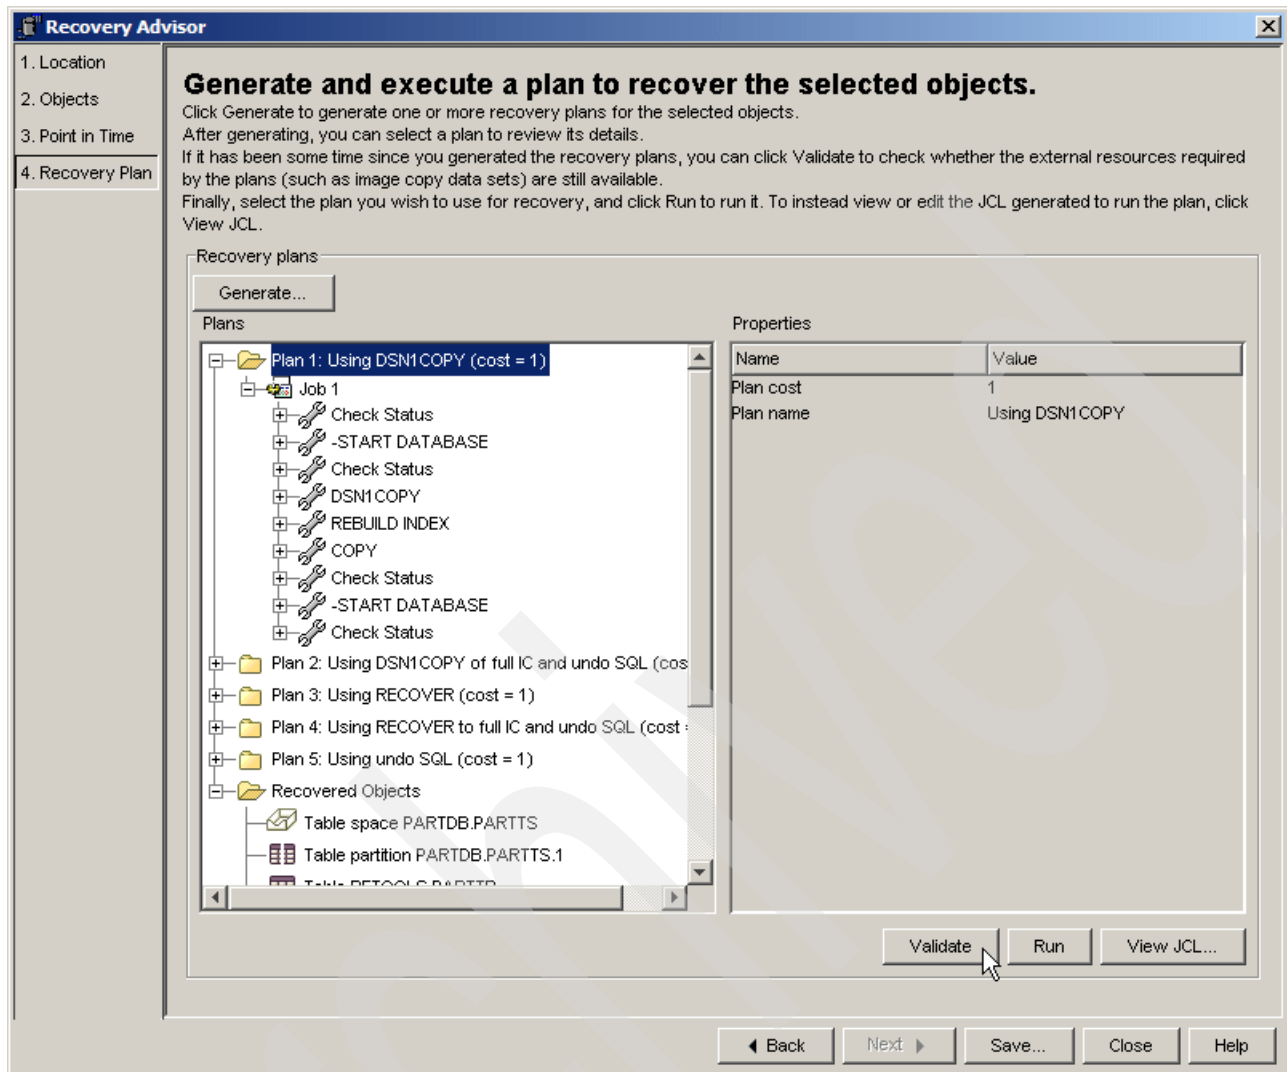 Recovery Advisor
1. Location
2. Objects
3. Point in Time
4. Recovery Plan
Generate and execute a plan to recover the selected objects.
Click Generate to generate one or more recovery plans for the selected objects.
After generating, you can select a plan to review its details.
If it has been some time since you generated the recovery plans, you can click Validate to check whether the external resources required
by the plans (such as image copy data sets) are still available.
Finally, select the plan you wish to use for recovery, and click Run to run it. To instead view or edit the JCL generated to run the plan, click
View JCL.
Recovery plans
Generate...
Plans
Plan 1: Using DSN1COPY (cost = 1)
Job 1
Check Status
-START DATABASE
Check Status
DSN1COPY
REBUILD INDEX
COPY
Check Status
-START DATABASE
Check Status
Plan 2: Using DSN1COPY of full IC and undo SQL (cos
Plan 3: Using RECOVER (cost = 1)
Plan 4: Using RECOVER to full IC and undo SQL (cost
Plan 5: Using undo SQL (cost = 1)
Recovered Objects
Table space PARTDB.PARTTS
Table partition PARTDB.PARTTS.1
Properties
Name Value
Plan cost 1
Plan name Using DSN1COPY
Validate Run View JCL...
Back Next Save... Close Help